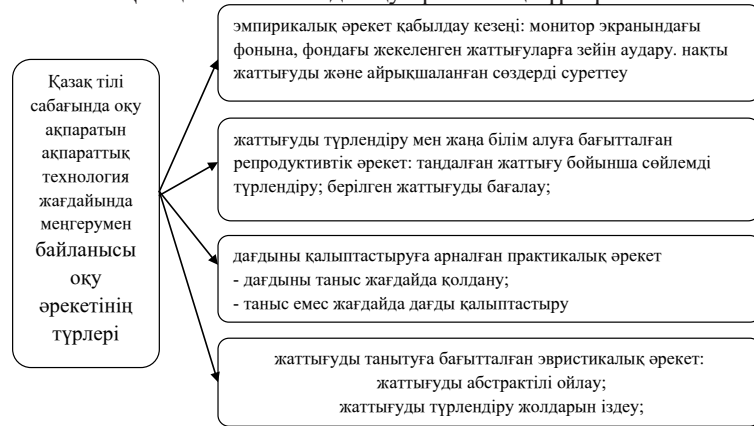 Қазақ тілі
сабағында оқу
ақпаратын
ақпараттық
технология
жағдайында
меңгерумен
байланысы
оқу
әрекетінің
түрлері
эмпирикалық әрекет қабылдау кезеңі: монитор экранындағы
фонына, фондағы жекеленген жаттығуларға зейін аудару. нақты
жаттығуды және айрықшаланған сөздерді суреттеу
жаттығуды түрлендіру мен жаңа білім алуға бағытталған
репродуктивтік әрекет: таңдалған жаттығу бойынша сөйлемді
түрлендіру; берілген жаттығуды бағалау;
дағдыны қалыптастыруға арналған практикалық әрекет
- дағдыны таныс жағдайда қолдану;
- таныс емес жағдайда дағды қалыптастыру
жаттығуды танытуға бағытталған эвристикалық әрекет:
жаттығуды абстрактілі ойлау;
жаттығуды түрлендіру жолдарын іздеу;